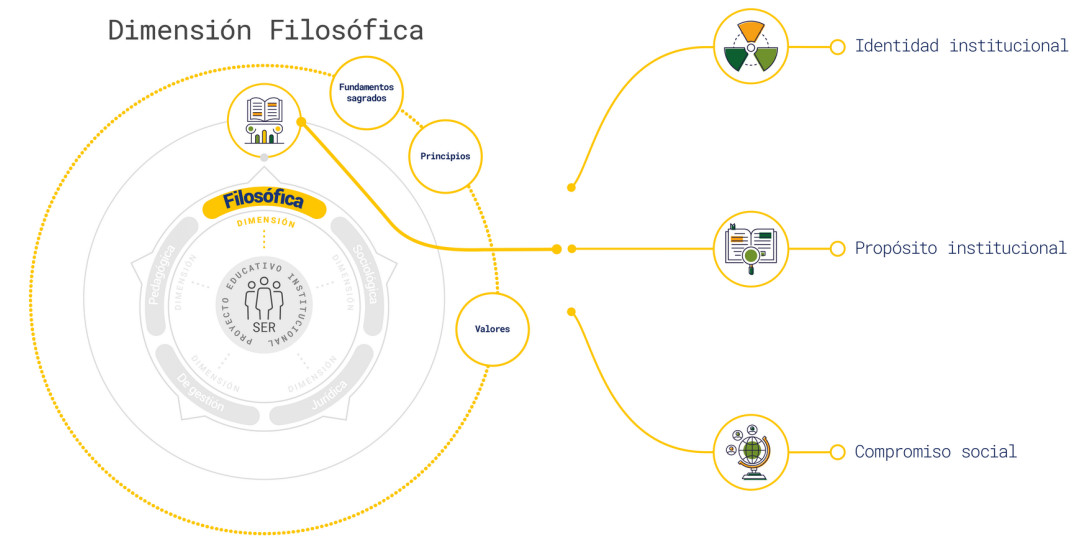 Dimensión Filosófica
Identidad institucional
Fundamentos
sagrados
Principios
Filosófica
DIMENSIÓN
Pedagógica
DIMENSIÓN
Sociológica
DIMENSIÓN
Propósito institucional
PROYECTO EDUCATIVO INSTITUCIONAL
SER
Valores
De gestión
DIMENSIÓN
Jurídica
DIMENSIÓN
Compromiso social